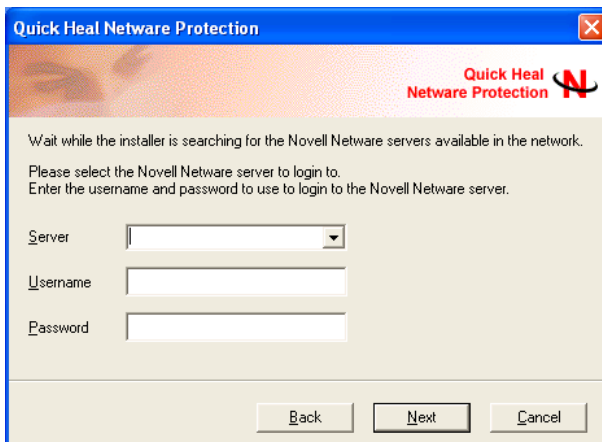 Quick Heal Netware Protection
Quick Heal
Netware Protection
N
Wait while the installer is searching for the Novell Netware servers available in the network.
Please select the Novell Netware server to login to.
Enter the username and password to use to login to the Novell Netware server.
Server
Username
Password
Back Next Cancel